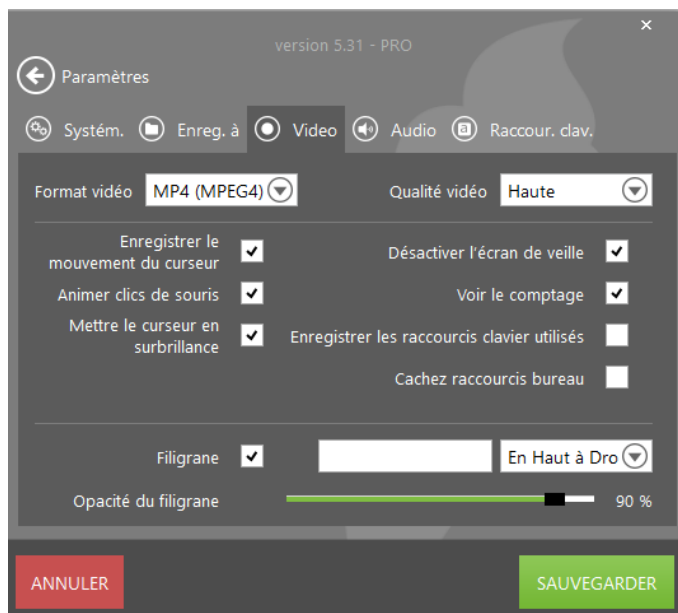 version 5.31 - PRO
Paramètres
Systém. Enreg. à Video Audio Raccour. clav.
Format vidéo MP4 (MPEG4) Qualité vidéo Haute
Enregistrer le
mouvement du curseur
Désactiver l'écran de veille
Animer clics de souris
Voir le comptage
Mettre le curseur en
surbrillance
Enregistrer les raccourcis clavier utilisés
Cachez raccourcis bureau
Filigrane En Haut à Dro
Opacité du filigrane 90 %
ANNULER SAUVEGARDER